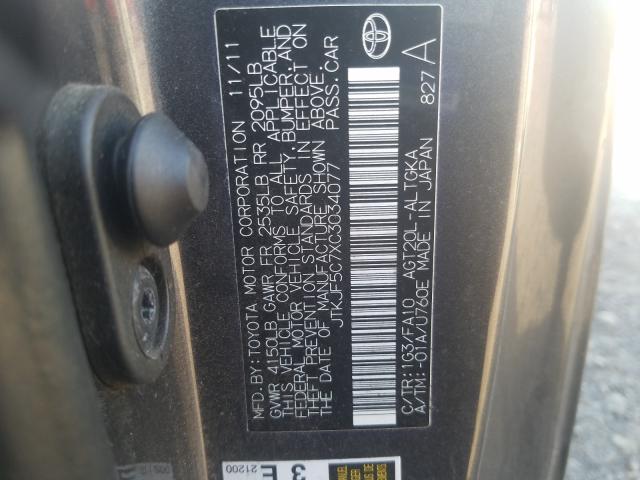 MFD. BY: TOYOTA MOTOR CORPORATION 11/11
GVWR 4150LB GAWR FR 2535LB RR 2095LB
THIS VEHICLE CONFORMS TO ALL APPLICABLE
FEDERAL MOTOR VEHICLE SAFETY, BUMPER, AND
THEFT PREVENTION STANDARDS IN EFFECT ON
THE DATE OF MANUFACTURE SHOWN ABOVE.
JTKJF5C7XC3034077 PASS. CAR
C/TR:1G3/FA10 AGT20L-ALTGKA
A/TM:-01A/U760E MADE IN JAPAN 827 A
21200
3
E